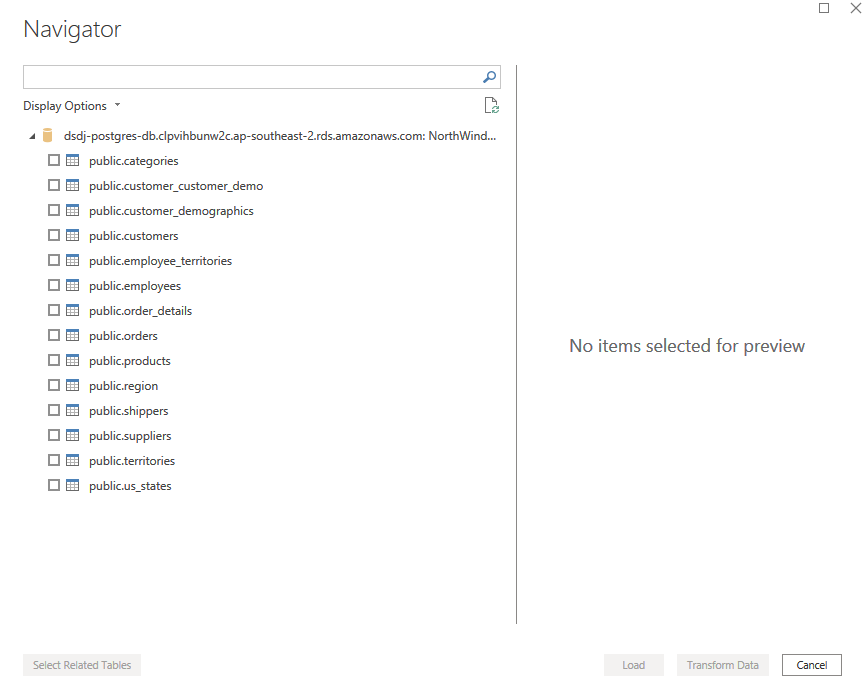 Navigator
Display Options
dsdj-postgres-db.clpvihbunw2c.ap-southeast-2.rds.amazonaws.com: NorthWind...
public.categories
public.customer_customer_demo
public.customer_demographics
public.customers
public.employee_territories
public.employees
public.order_details
public.orders
public.products
public.region
public.shippers
public.suppliers
public.territories
public.us_states
No items selected for preview
Select Related Tables
Load
Transform Data
Cancel